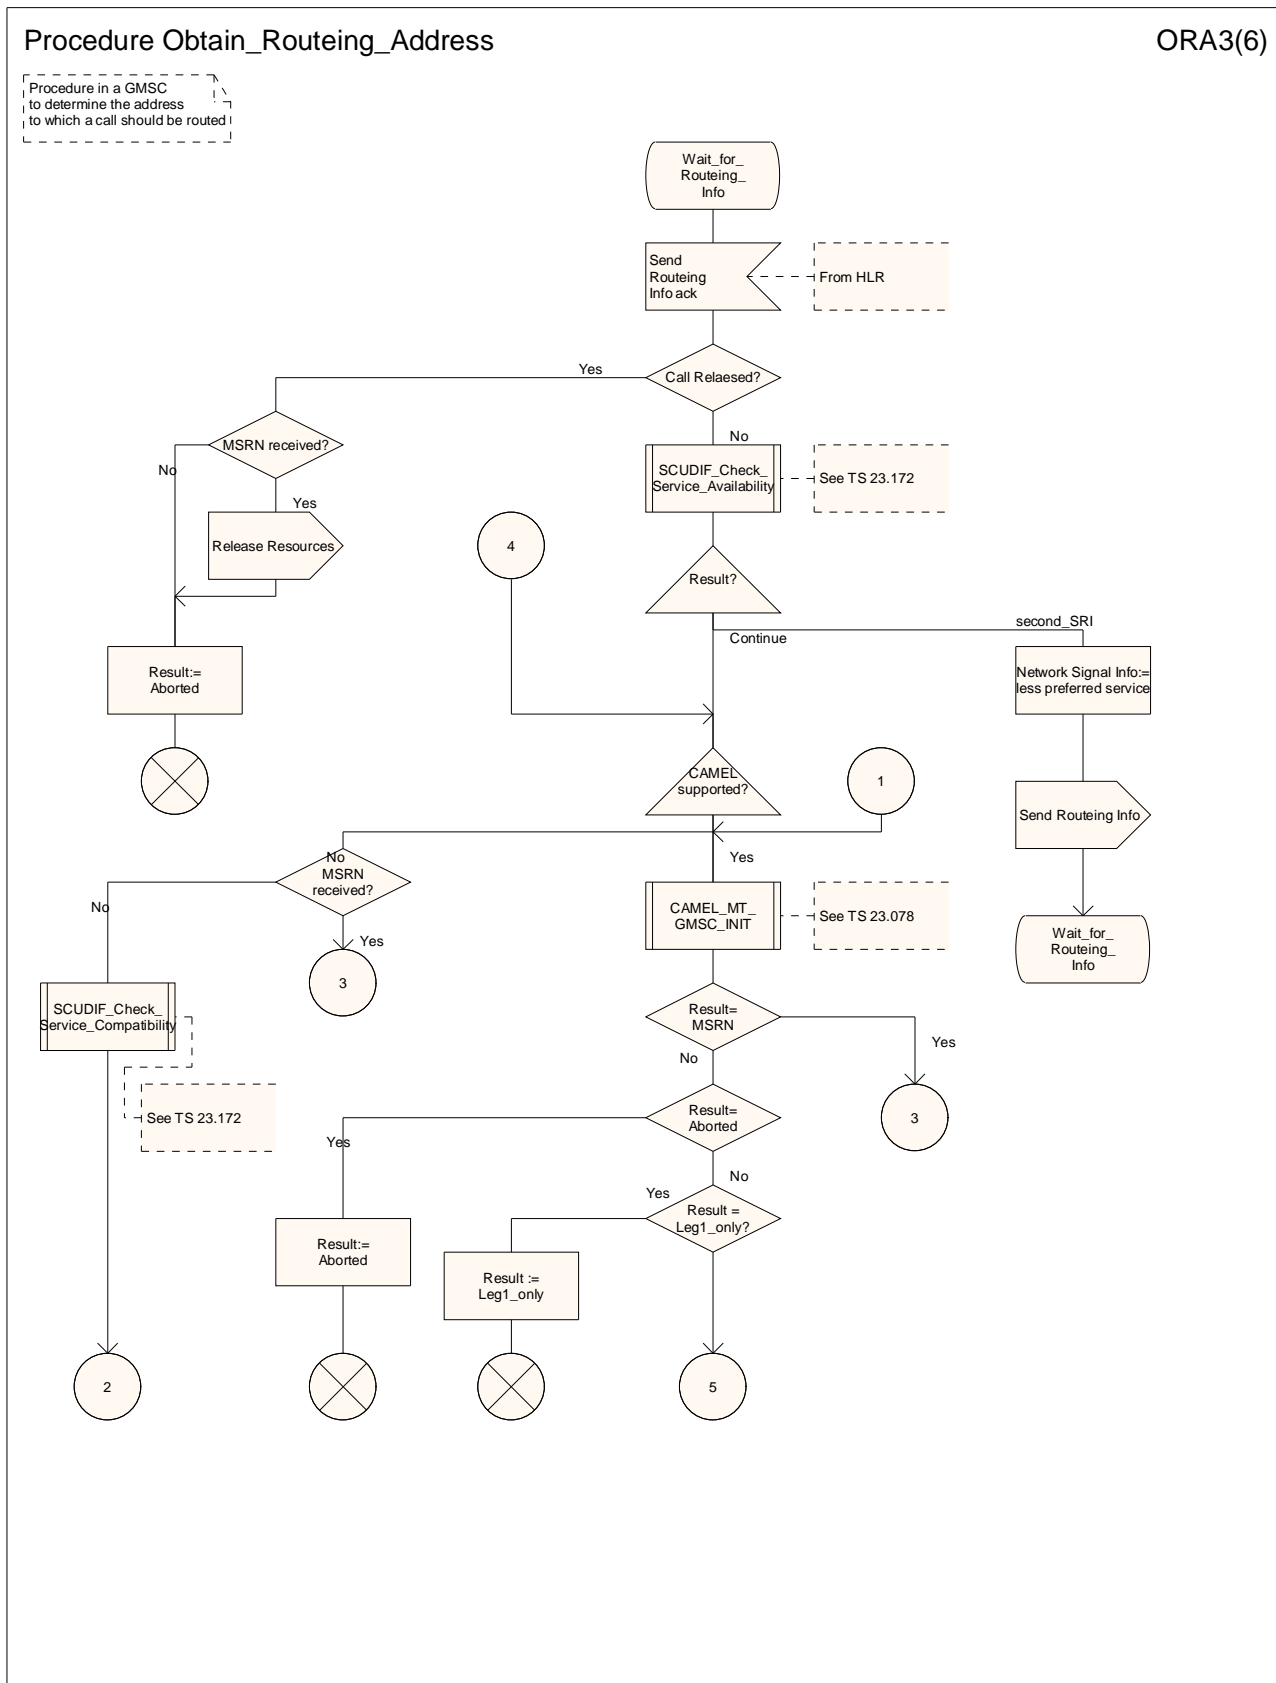 Procedure Obtain_Routeing_Address
ORA3(6)
Procedure in a GMSC
to determine the address
to which a call should be routed
Wait_for_
Routeing_
Info
Send
Routeing
Info ack
From HLR
Call Relaesed?
Yes
No
MSRN received?
No
Yes
Release Resources
Result:=
Aborted
SCUDIF_Check_
Service_Availability
See TS 23.172
4
Result?
Continue
second_SRI
Network Signal Info:=
less preferred service
Send Routeing Info
Wait_for_
Routeing_
Info
CAMEL
supported?
1
No
Yes
MSRN
received?
No
Yes
3
CAMEL_MT_
GMSC_INIT
See TS 23.078
SCUDIF_Check_
Service_Compatibility
See TS 23.172
Result=
MSRN
Yes
No
3
Result=
Aborted
Yes
No
Result =
Leg1_only?
Yes
Result:=
Aborted
Result :=
Leg1_only
2
5